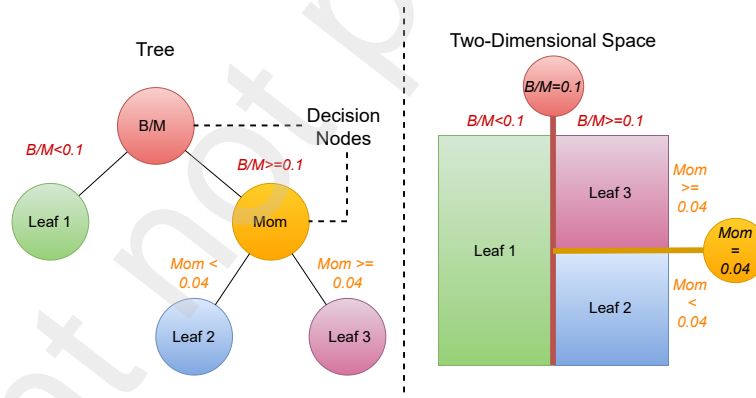 Tree
B/M
Decision
Nodes
B/M<0.1
B/M>=0.1
Leaf 1
Mom
Mom <
0.04
Mom >=
0.04
Leaf 2
Leaf 3
Two-Dimensional Space
B/M=0.1
B/M<0.1
B/M>=0.1
Leaf 1
Leaf 3
Mom
>=
0.04
Mom
=
0.04
Leaf 2
Mom
<
0.04
not p